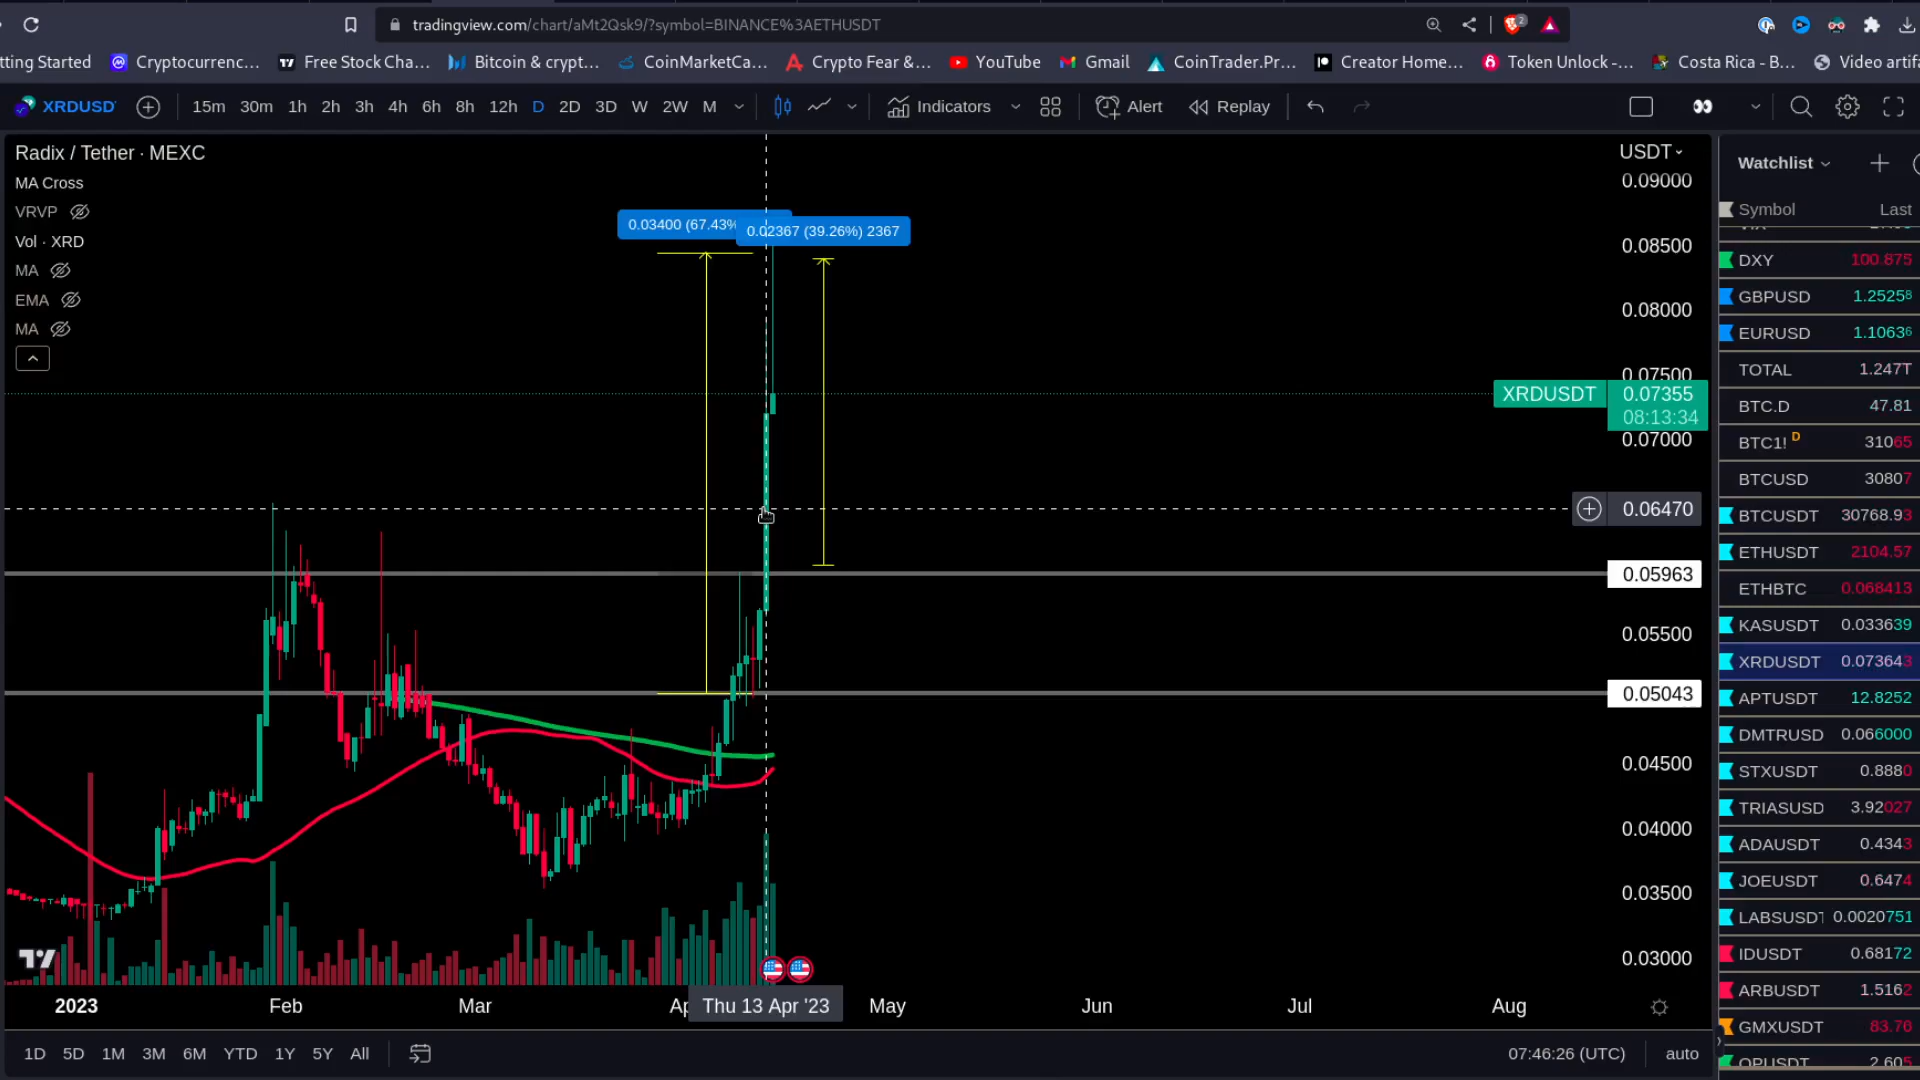 tradingview.com/chart/aMt2Qsk9/?symbol=BINANCE%3AETHUSDT
2
tting Started Cryptocurrenc... Free Stock Cha... Bitcoin & crypt... CoinMarketCa... Crypto Fear &... YouTube Gmail CoinTrader.Pr... Creator Home... Token Unlock -... Costa Rica - B... Video artifa
XRDUSD 15m 30m 1h 2h 3h 4h 6h 8h 12h D 2D 3D W 2W M Indicators Alert Replay
Radix / Tether · MEXC
MA Cross
VRVP
Vol · XRD
MA
EMA
MA
0.03400 (67.43%
0.02367 (39.26%) 2367
USDT
0.09000
0.08500
0.08000
0.07500
XRDUSDT 0.07355
08:13:34
0.07000
0.06470
0.05963
0.05500
0.05043
0.04500
0.04000
0.03500
0.03000
2023 Feb Mar Ap Thu 13 Apr '23 May Jun Jul Aug
1D 5D 1M 3M 6M YTD 1Y 5Y All
07:46:26 (UTC) auto
Watchlist
Symbol Last
DXY 100.875
GBPUSD 1.25258
EURUSD 1.10636
TOTAL 1.247T
BTC.D 47.81
BTC1! D 31065
BTCUSD 30807
BTCUSDT 30768.93
ETHUSDT 2104.57
ETHBTC 0.068413
KASUSDT 0.033639
XRDUSDT 0.073643
APTUSDT 12.8252
DMTRUSD 0.066000
STXUSDT 0.8880
TRIASUSD 3.92027
ADAUSDT 0.4343
JOEUSDT 0.6474
LABSUSDT 0.0020751
IDUSDT 0.68172
ARBUSDT 1.5162
GMXUSDT 83.70
OPUSDT 2.605